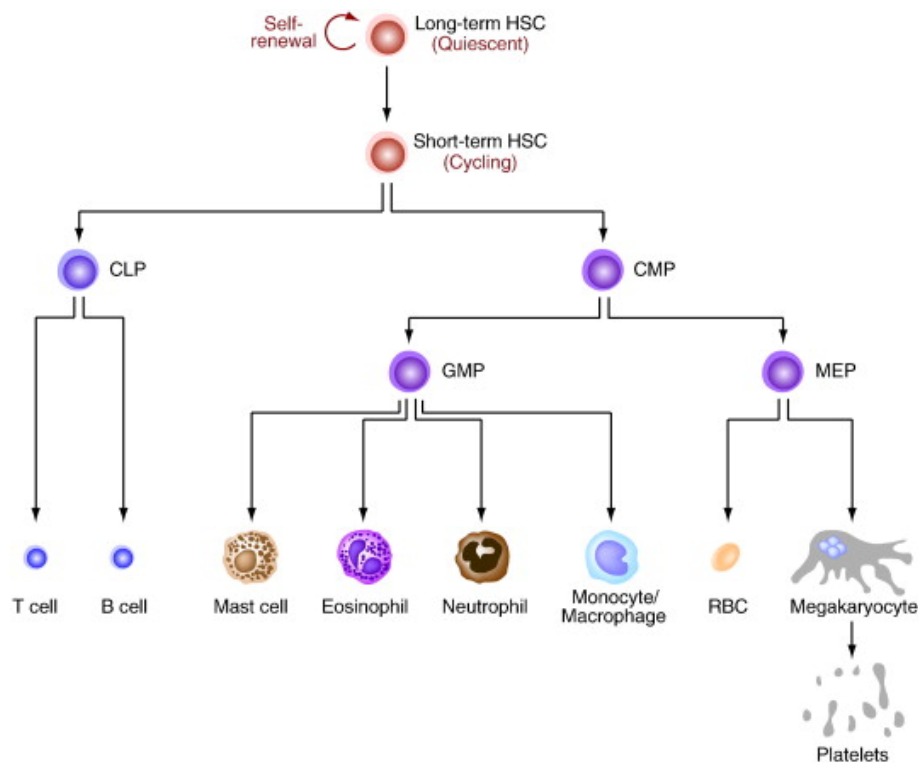 Self-
renewal
Long-term HSC
(Quiescent)
Short-term HSC
(Cycling)
CLP
CMP
GMP
MEP
T cell
B cell
Mast cell
Eosinophil
Neutrophil
Monocyte/
Macrophage
RBC
Megakaryocyte
Platelets